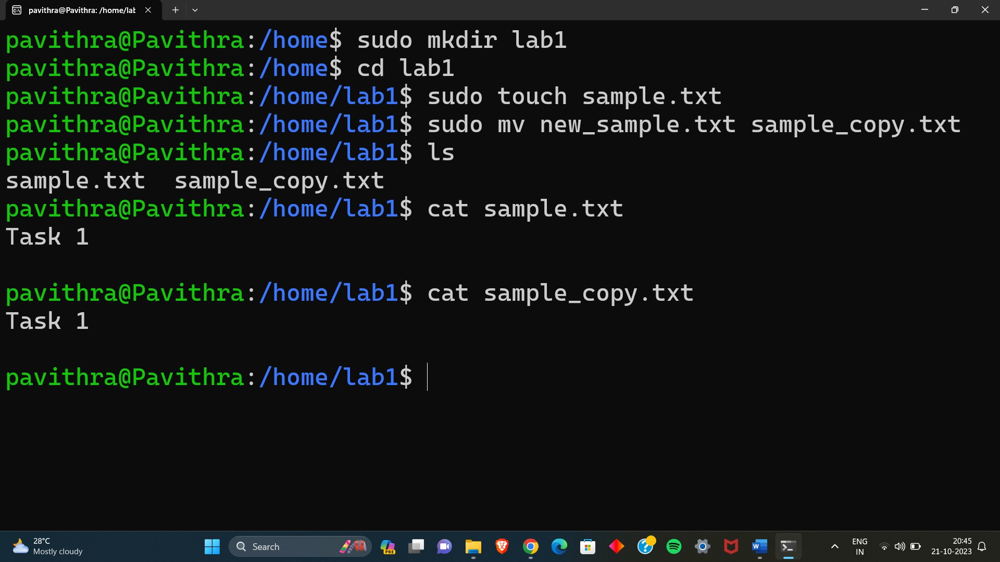 pavithra@Pavithra: /home/lab
pavithra@Pavithra:/home$ sudo mkdir lab1
pavithra@Pavithra:/home$ cd lab1
pavithra@Pavithra:/home/lab1$ sudo touch sample.txt
pavithra@Pavithra:/home/lab1$ sudo mv new_sample.txt sample_copy.txt
pavithra@Pavithra:/home/lab1$ ls
sample.txt  sample_copy.txt
pavithra@Pavithra:/home/lab1$ cat sample.txt
Task 1
pavithra@Pavithra:/home/lab1$ cat sample_copy.txt
Task 1
pavithra@Pavithra:/home/lab1$
28°C
Mostly cloudy
Search
PRE
ENG
IN
20:45
21-10-2023